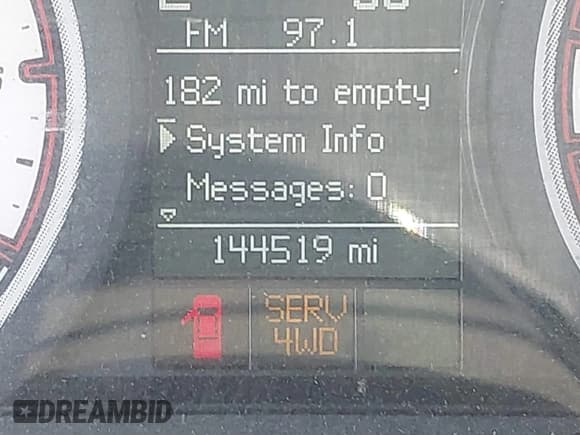 FM 97.1
182 mi to empty
System Info
Messages: 0
144519 mi
SERV
4WD
DREAMBID